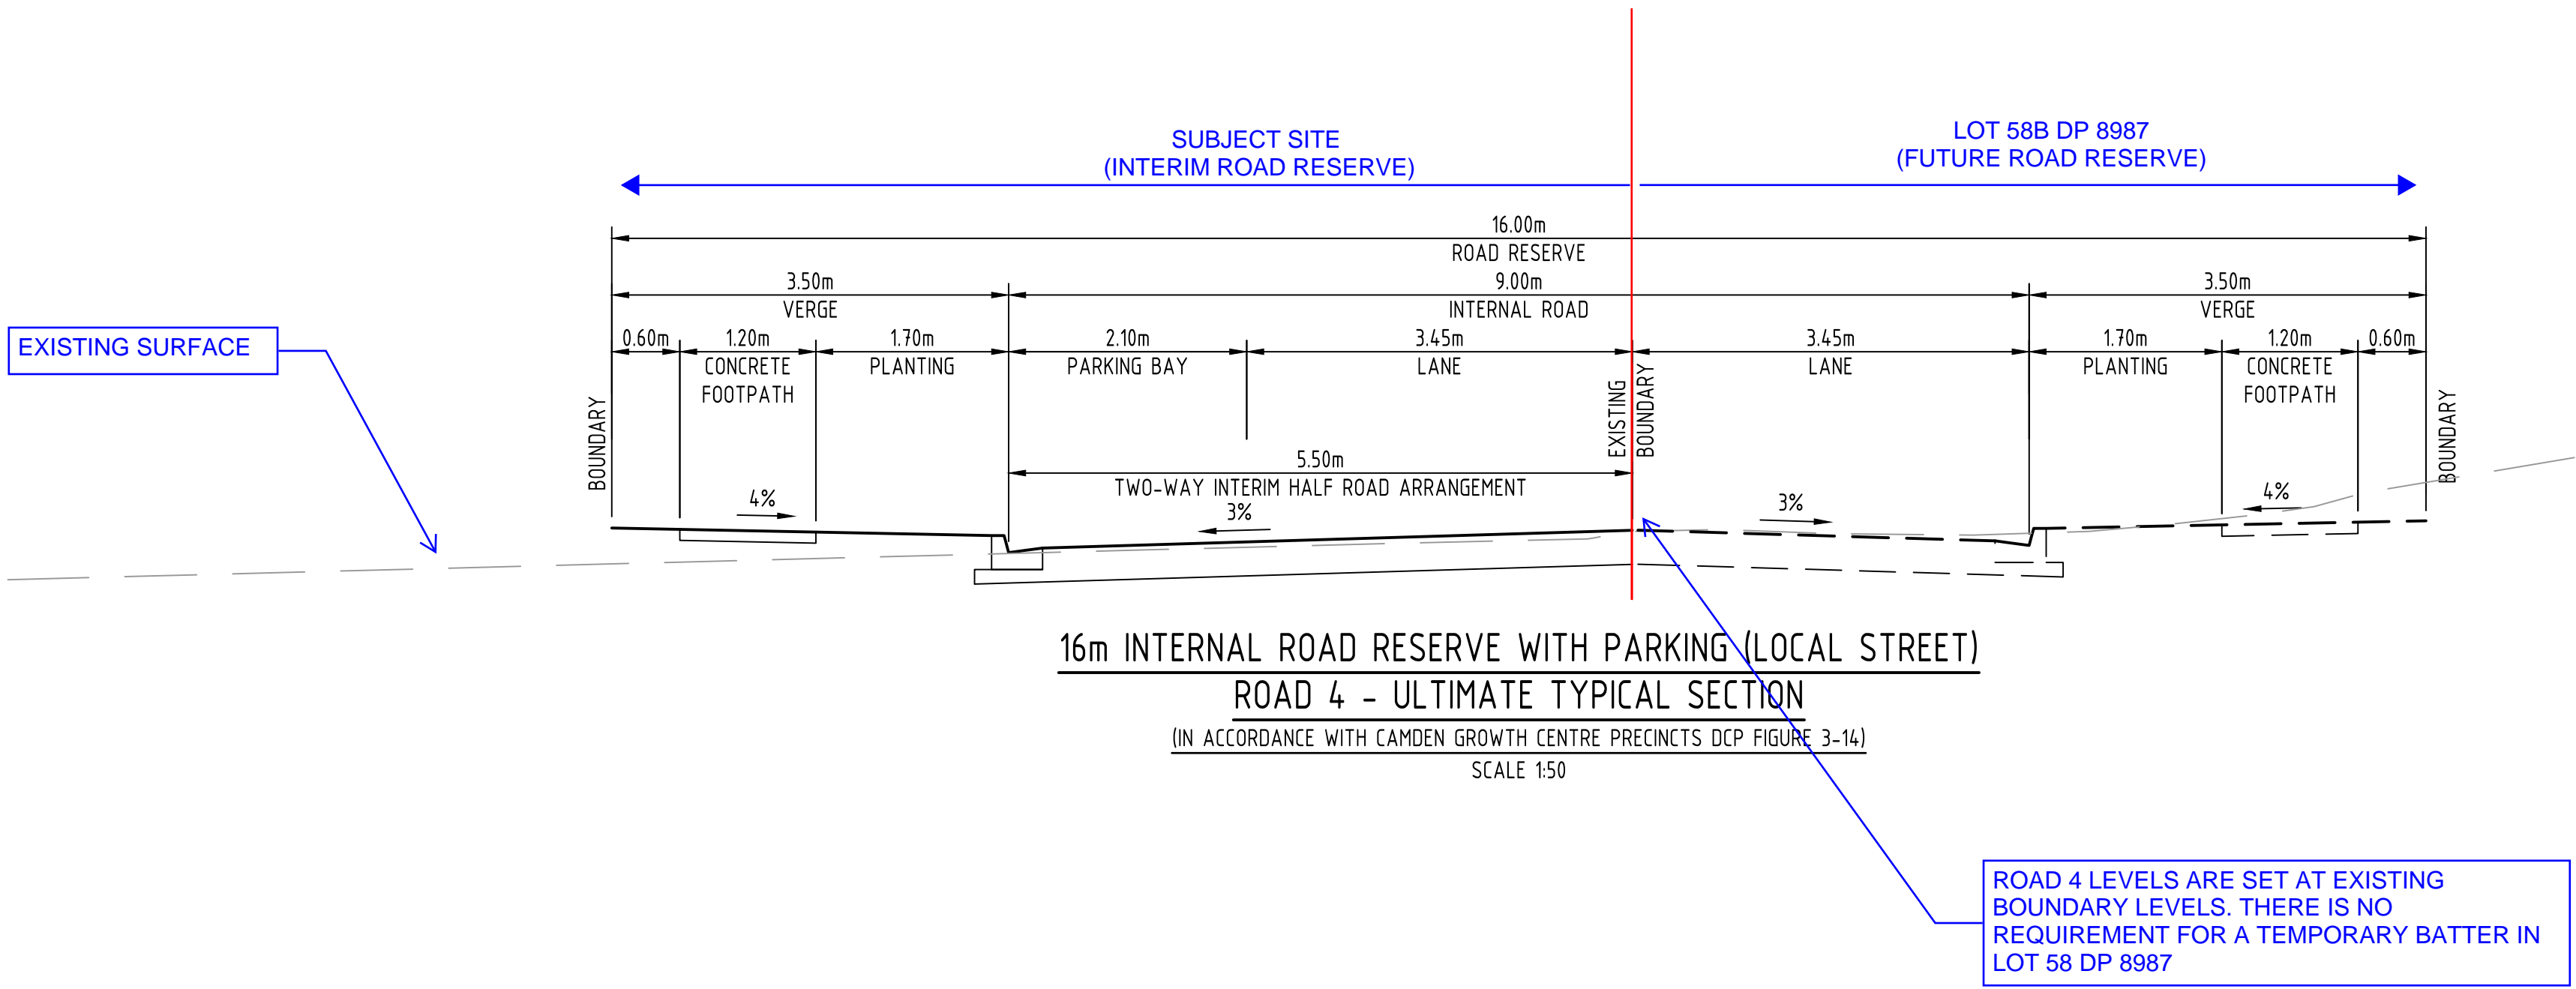 SUBJECT SITE
(INTERIM ROAD RESERVE)
LOT 58B DP 8987
(FUTURE ROAD RESERVE)
16.00m
ROAD RESERVE
3.50m
VERGE
9.00m
INTERNAL ROAD
3.50m
VERGE
EXISTING SURFACE
0.60m
1.20m
CONCRETE
FOOTPATH
1.70m
PLANTING
2.10m
PARKING BAY
3.45m
LANE
3.45m
LANE
1.70m
PLANTING
1.20m
CONCRETE
FOOTPATH
0.60m
BOUNDARY
EXISTING
BOUNDARY
BOUNDARY
5.50m
TWO-WAY INTERIM HALF ROAD ARRANGEMENT
4%
3%
3%
4%
16m INTERNAL ROAD RESERVE WITH PARKING (LOCAL STREET)
ROAD 4 - ULTIMATE TYPICAL SECTION
(IN ACCORDANCE WITH CAMDEN GROWTH CENTRE PRECINCTS DCP FIGURE 3-14)
SCALE 1:50
ROAD 4 LEVELS ARE SET AT EXISTING
BOUNDARY LEVELS. THERE IS NO
REQUIREMENT FOR A TEMPORARY BATTER IN
LOT 58 DP 8987